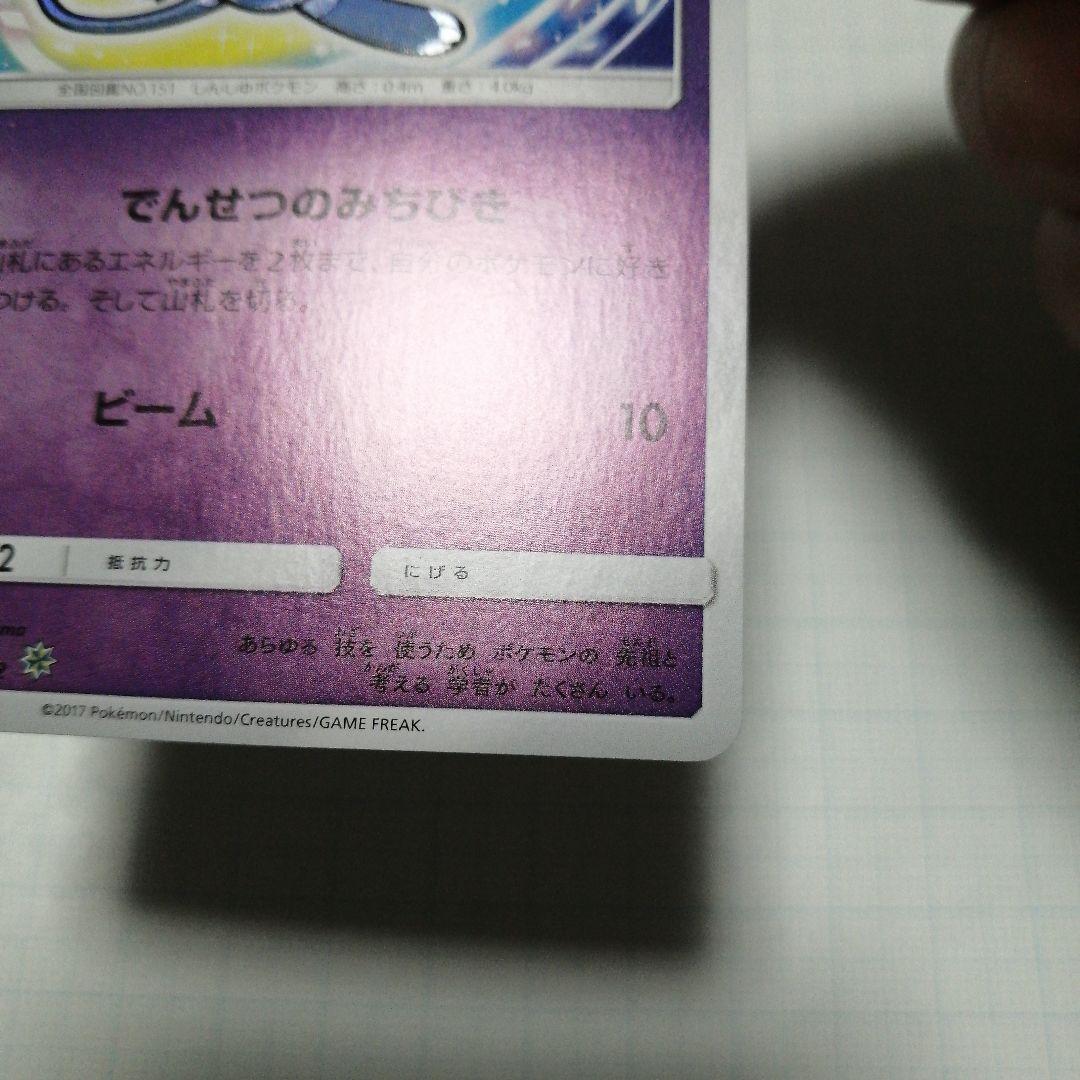 全国図鑑NO.151 しんしゅポケモン 高さ:0.4m 重さ:4.0kg
でんせつのみちびき
山札にあるエネルギーを2枚まで、自分のポケモンに好き
つける。そして山札を切る。
ビーム 10
2 抵抗力 にげる
あらゆる 技を 使うため ポケモンの 先祖と
考える 学者が たくさん いる。
©2017 Pokémon/Nintendo/Creatures/GAME FREAK.